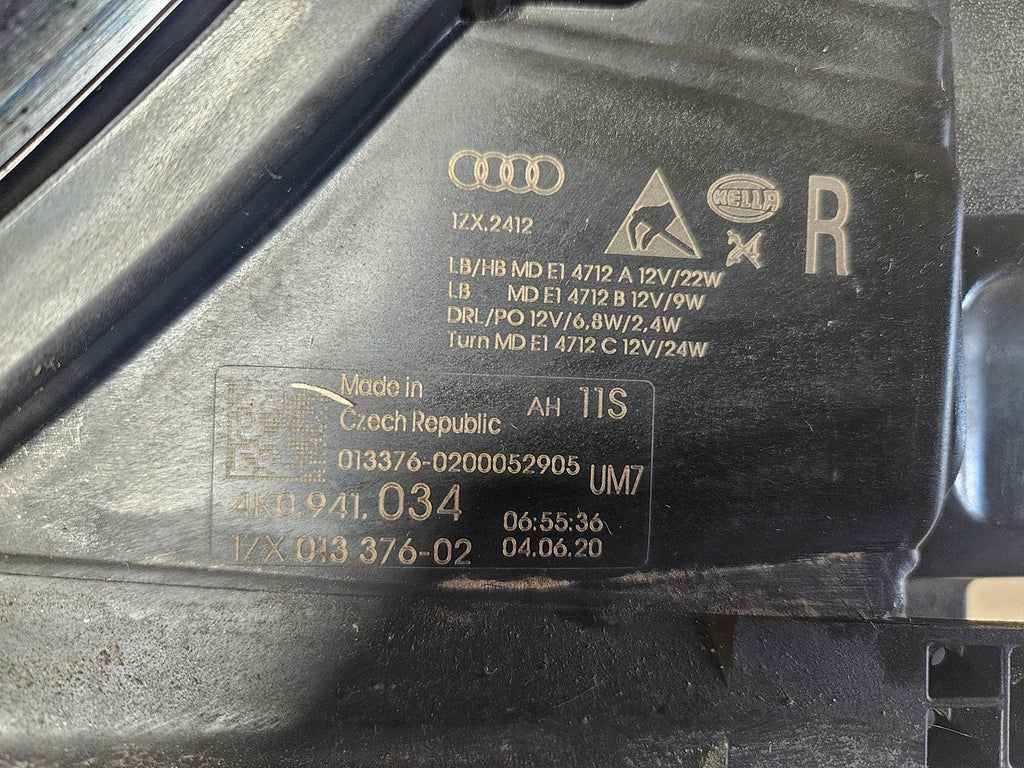 HELLA
R
1ZX.2412
24
LB/HB MD E1 4712 A 12V/22W
LB MD E1 4712 B 12V/9W
DRL/PO 12V/6,8W/2,4W
Turn MD E1 4712 C 12V/24W
Made in
Czech Republic
AH 11S
013376-0200052905
UM7
4K0.941.034
06:55:36
1ZX 013 376-02
04.06.20